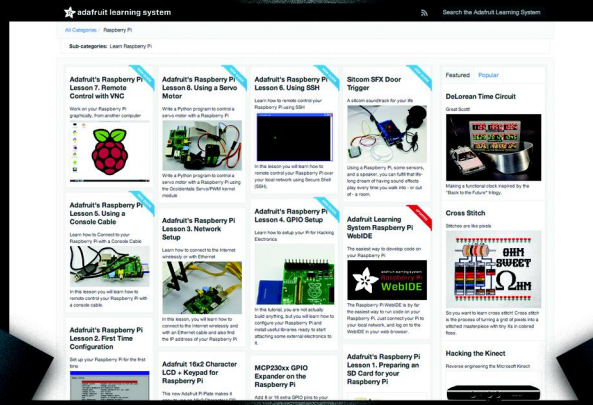 adafruit learning system
Search the Adafruit Learning System
All Categories / Raspberry Pi
Sub-categories: Learn Raspberry Pi
Adafruit's Raspberry Pi
Lesson 7. Remote
Control with VNC
Work on your Raspberry Pi
graphically, from another computer
Adafruit's Raspberry Pi
Lesson 5. Using a
Console Cable
Learn how to Connect to your
Raspberry Pi with a Console Cable.
In this lesson you will learn how to
remote control your Raspberry Pi with
a console cable.
Adafruit's Raspberry Pi
Lesson 2. First Time
Configuration
Set up your Raspberry Pi for the first
time
Adafruit's Raspberry Pi
Lesson 8. Using a Servo
Motor
Write a Python program to control a
servo motor with a Raspberry Pi
Write a Python program to control a
servo motor with a Raspberry Pi using
the Occidentalis Servo/PWM kernel
module
Adafruit's Raspberry Pi
Lesson 3. Network
Setup
Learn how to connect to the Internet
wirelessly or with Ethernet
In this lesson, you will learn how to
connect to the Internet wirelessly and
with an Ethernet cable and also find
the IP address of your Raspberry Pi
Adafruit 16x2 Character
LCD + Keypad for
Raspberry Pi
This new Adafruit Pi Plate makes it
Adafruit's Raspberry Pi
Lesson 6. Using SSH
Learn how to remote control your
Raspberry Pi using SSH
In this lesson you will learn how to
remote control your Raspberry Pi over
your local network using Secure Shell
(SSH).
Adafruit's Raspberry Pi
Lesson 4. GPIO Setup
Learn how to setup your Pi for Hacking
Electronics
In this tutorial, you are not actually
build anything, but you will learn how to
configure your Raspberry Pi and
install useful libraries ready to start
attaching some external electronics to
it.
MCP230xx GPIO
Expander on the
Raspberry Pi
Add 8 or 16 extra GPIO pins to your
Sitcom SFX Door
Trigger
A sitcom soundtrack for your life
Using a Raspberry Pi, some sensors,
and a speaker, you can fulfill that life-
long dream of having sound effects
play every time you walk into - or out
of - a room.
Adafruit Learning
System Raspberry Pi
WebIDE
The easiest way to develop code on
your Raspberry Pi
adafruit learning system
Raspberry Pi
WebIDE
The Raspberry Pi WebIDE is by far
the easiest way to run code on your
Raspberry Pi. Just connect your Pi to
your local network, and log on to the
WebIDE in your web browser.
Adafruit's Raspberry Pi
Lesson 1. Preparing an
SD Card for your
Raspberry Pi
Featured Popular
DeLorean Time Circuit
Great Scott!
Making a functional clock inspired by the
"Back to the Future" trilogy.
Cross Stitch
Stitches are like pixels
OHM
SWEET
ΩHM
So you want to learn cross stitch! Cross stitch
is the process of turning a grid of pixels into a
stitched masterpiece with tiny Xs in colored
floss.
Hacking the Kinect
Reverse engineering the Microsoft Kinect